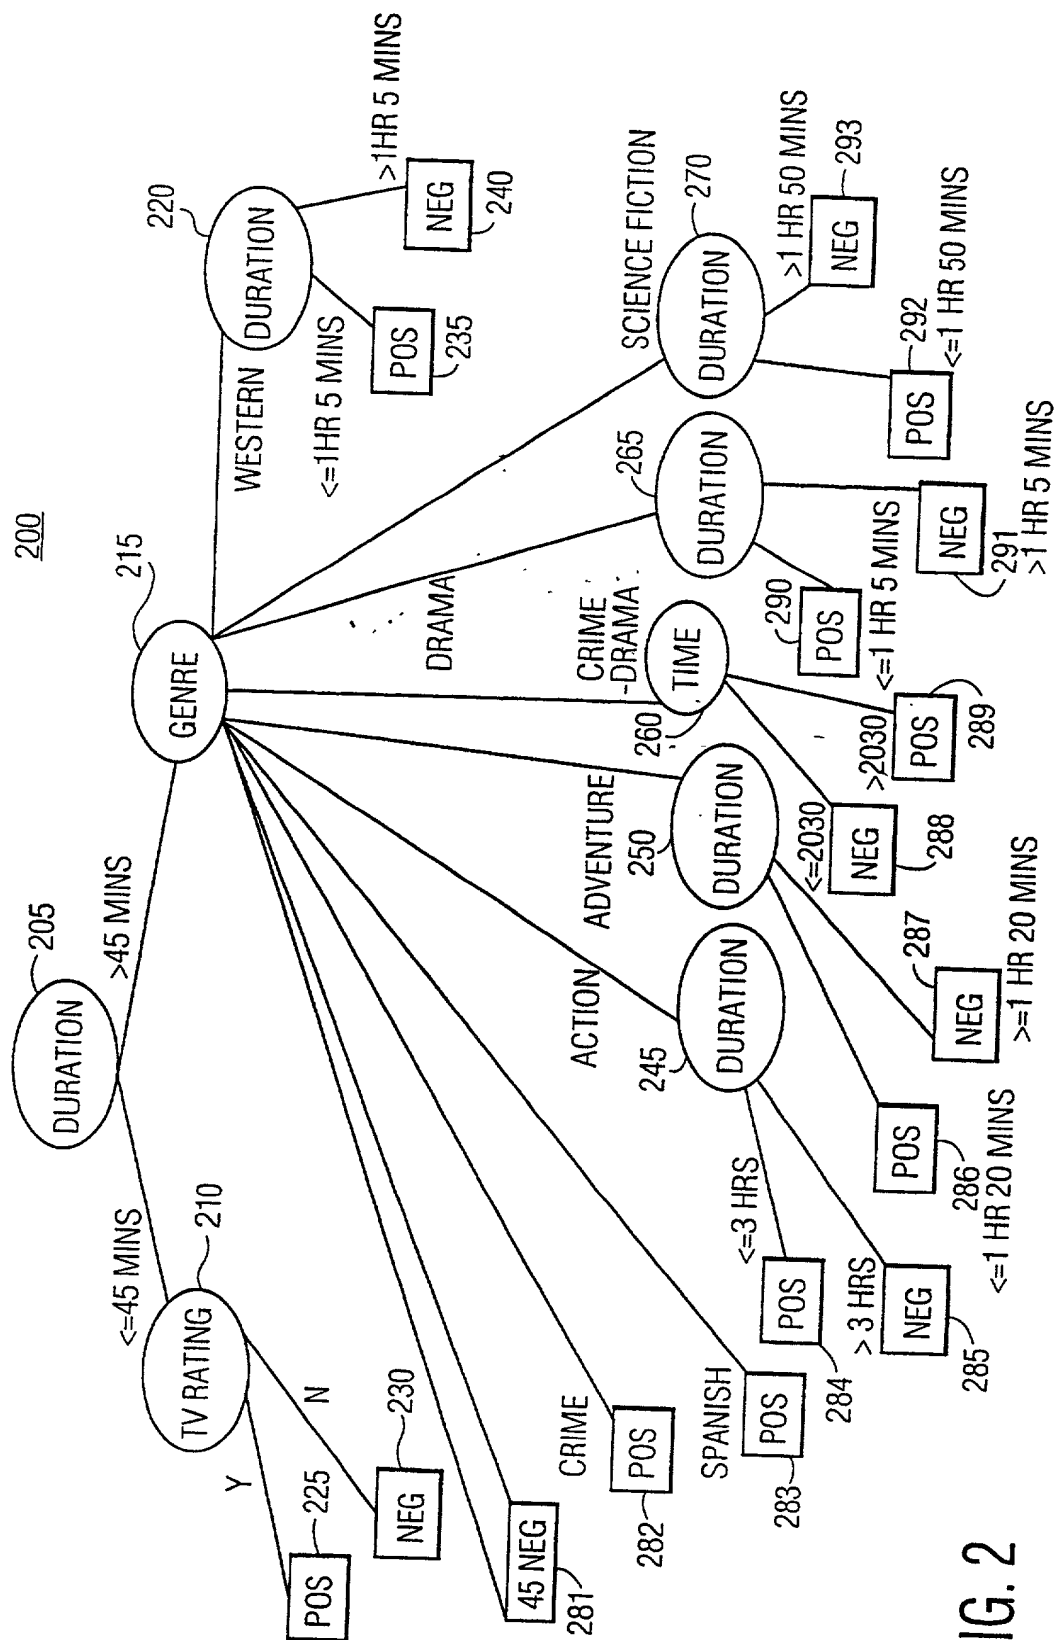 200
DURATION
205
<=45 MINS
>45 MINS
TV RATING
210
GENRE
215
WESTERN
DURATION
220
Y
N
POS
225
NEG
230
<=1HR 5 MINS
>1HR 5 MINS
POS
235
NEG
240
45 NEG
281
CRIME
POS
282
SPANISH
POS
283
ACTION
DURATION
245
<=3 HRS
POS
284
>3 HRS
NEG
285
ADVENTURE
DURATION
250
POS
286
<=1 HR 20 MINS
NEG
287
>=1 HR 20 MINS
CRIME
-DRAMA
TIME
260
<=2030
NEG
288
>2030
POS
289
DRAMA
DURATION
265
POS
290
<=1 HR 5 MINS
NEG
291
>1 HR 5 MINS
SCIENCE FICTION
DURATION
270
POS
292
<=1 HR 50 MINS
>1 HR 50 MINS
NEG
293
IG. 2